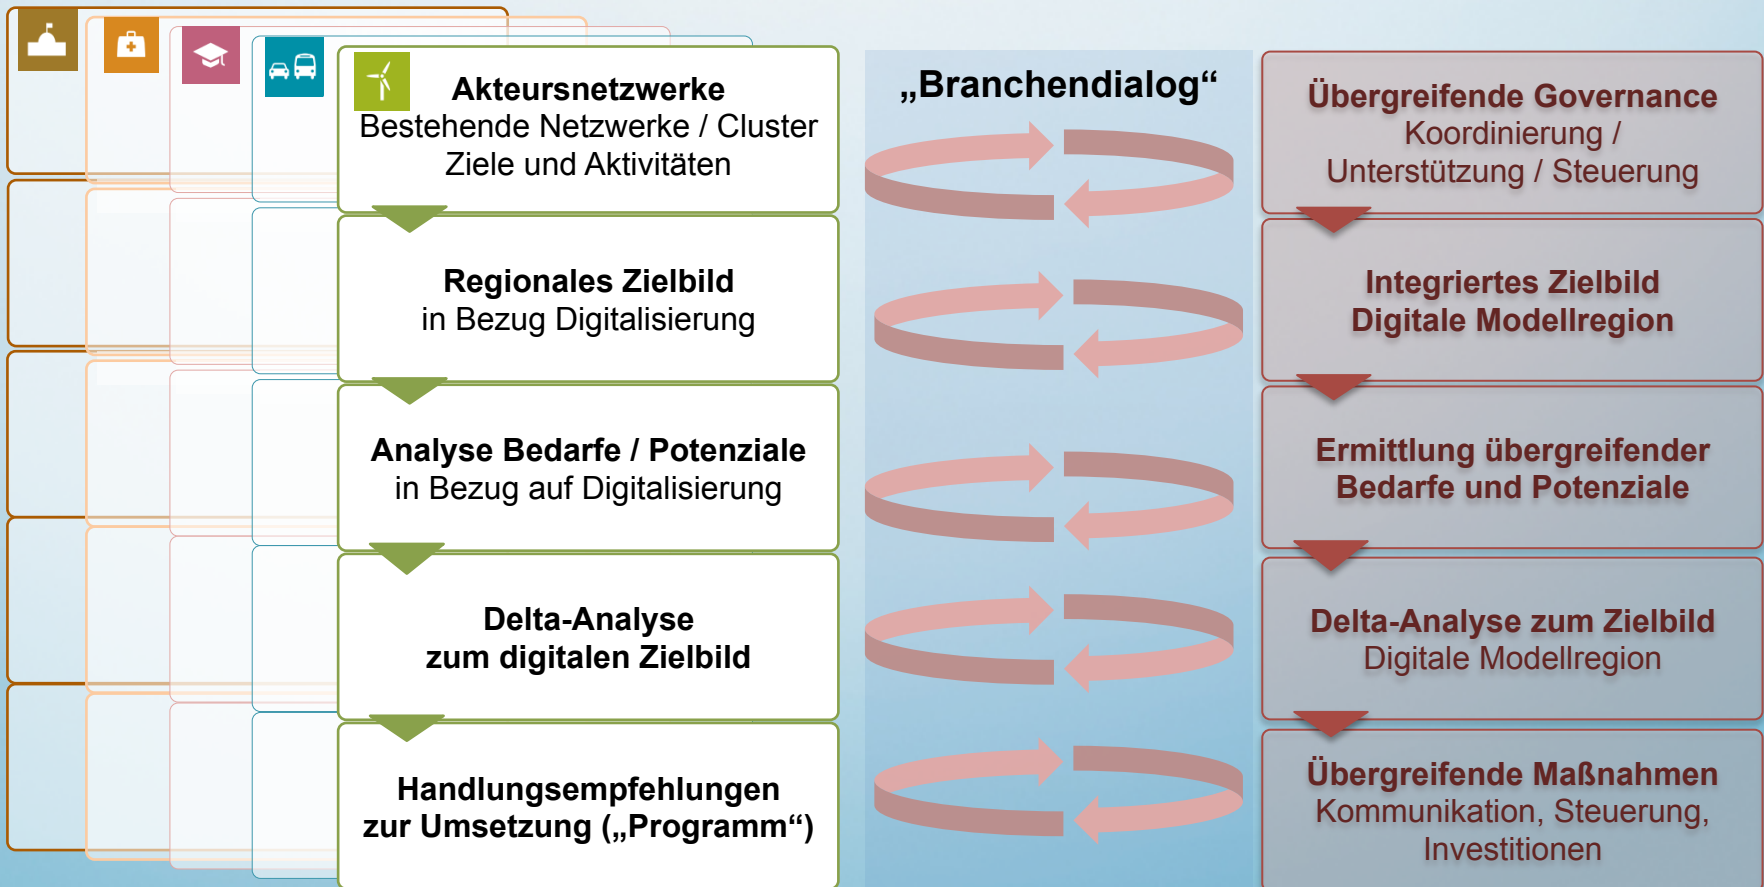 Akteursnetzwerke
Bestehende Netzwerke / Cluster
Ziele und Aktivitäten
Regionales Zielbild
in Bezug Digitalisierung
Analyse Bedarfe / Potenziale
in Bezug auf Digitalisierung
Delta-Analyse
zum digitalen Zielbild
Handlungsempfehlungen
zur Umsetzung („Programm“)
„Branchendialog“
Übergreifende Governance
Koordinierung /
Unterstützung / Steuerung
Integriertes Zielbild
Digitale Modellregion
Ermittlung übergreifender
Bedarfe und Potenziale
Delta-Analyse zum Zielbild
Digitale Modellregion
Übergreifende Maßnahmen
Kommunikation, Steuerung,
Investitionen